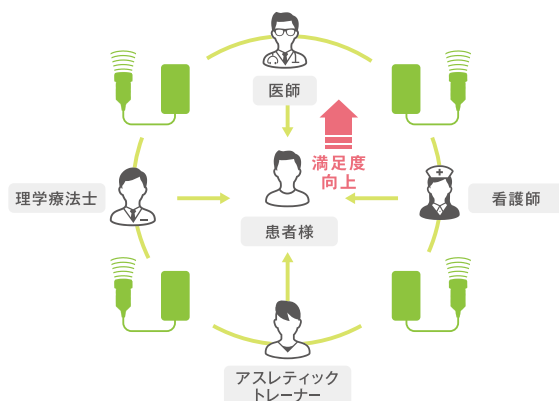 医師
満足度
向上
理学療法士
看護師
患者様
アスレティック
トレーナー